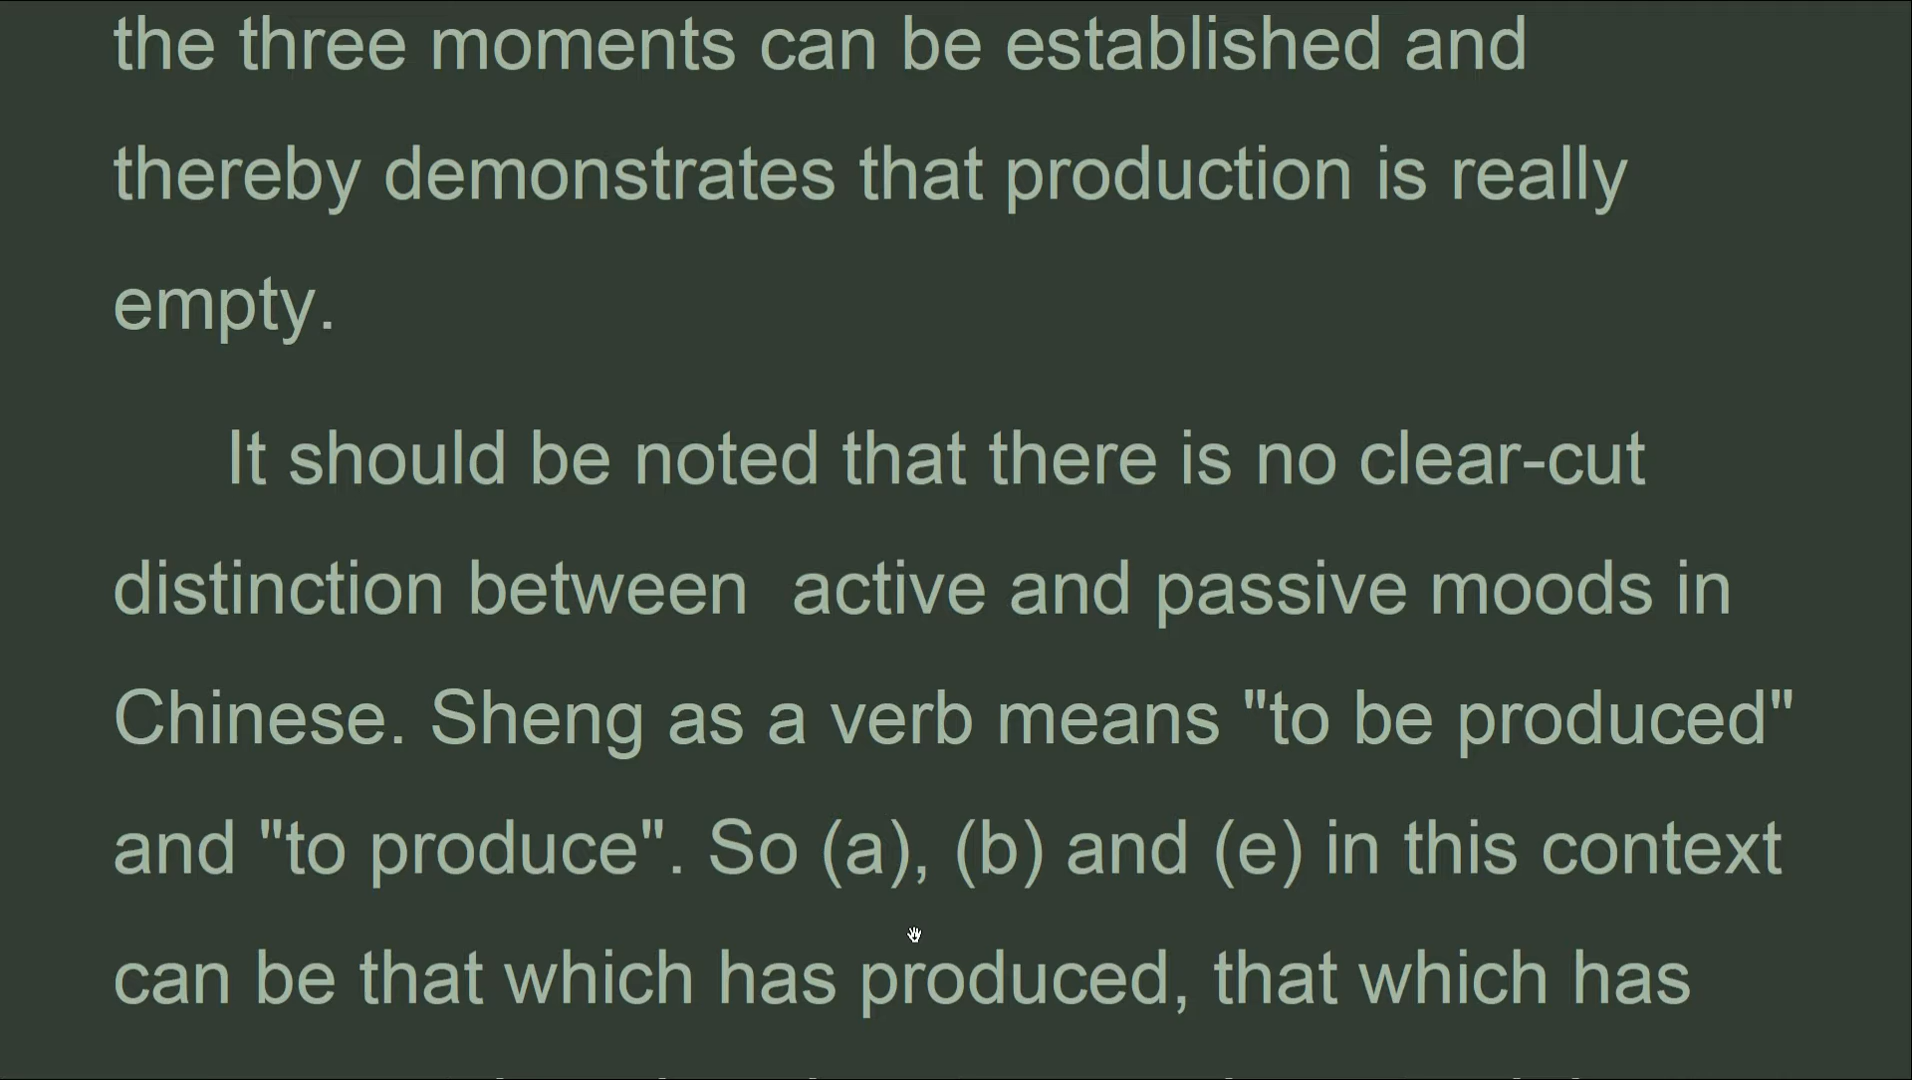 the three moments can be established and
thereby demonstrates that production is really
empty.
It should be noted that there is no clear-cut
distinction between  active and passive moods in
Chinese. Sheng as a verb means "to be produced"
and "to produce". So (a), (b) and (e) in this context
can be that which has produced, that which has